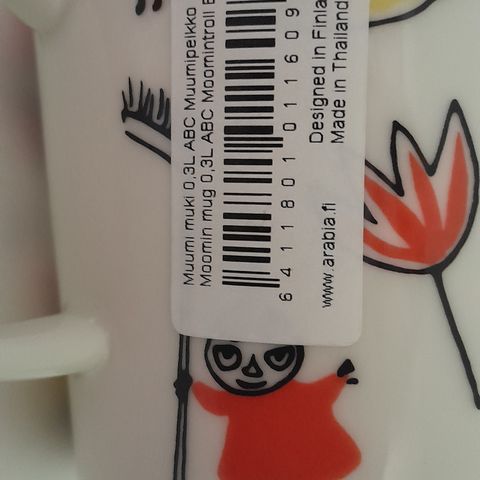 Muumi muki 0,3L ABC Muumipeikko
Moomin mug 0,3L ABC Moomintroll
6 411801 011609
Designed in Finla
Made in Thailand
www.arabia.fi